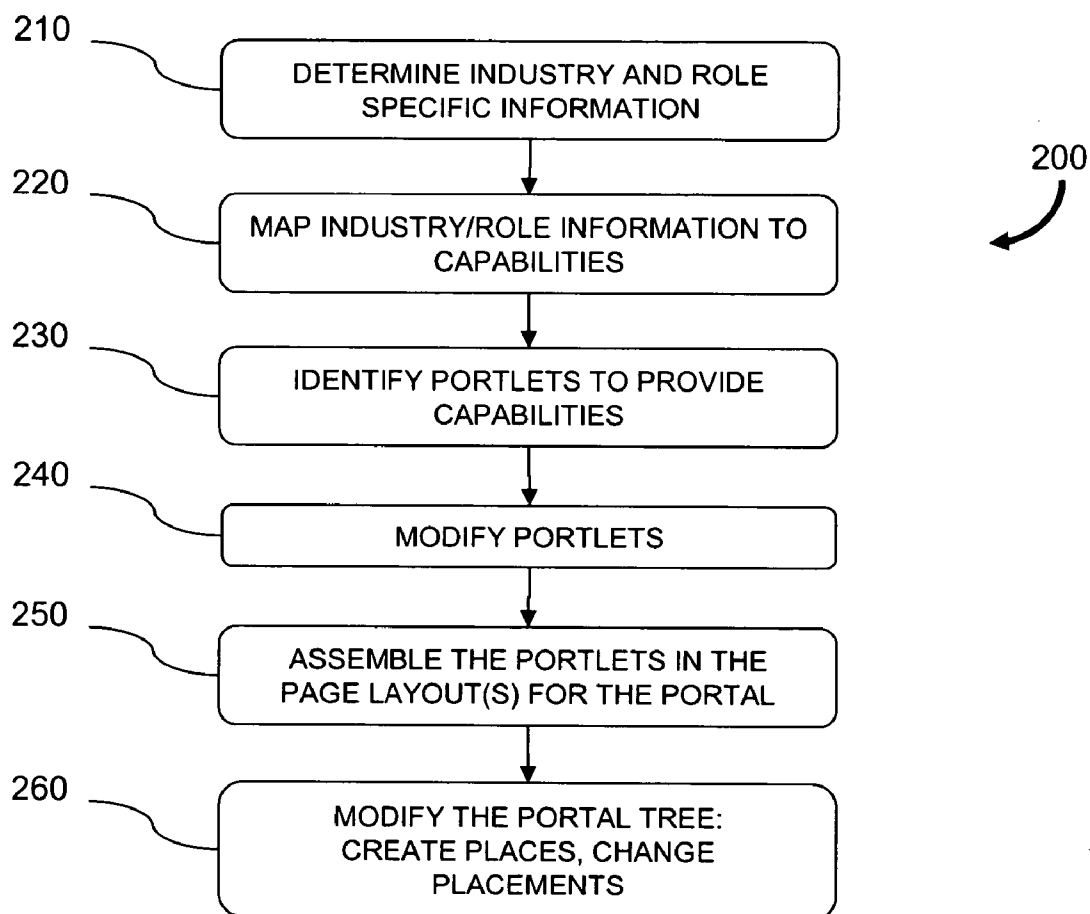 210
DETERMINE INDUSTRY AND ROLE
SPECIFIC INFORMATION
200
220
MAP INDUSTRY/ROLE INFORMATION TO
CAPABILITIES
230
IDENTIFY PORTLETS TO PROVIDE
CAPABILITIES
240
MODIFY PORTLETS
250
ASSEMBLE THE PORTLETS IN THE
PAGE LAYOUT(S) FOR THE PORTAL
260
MODIFY THE PORTAL TREE:
CREATE PLACES, CHANGE
PLACEMENTS